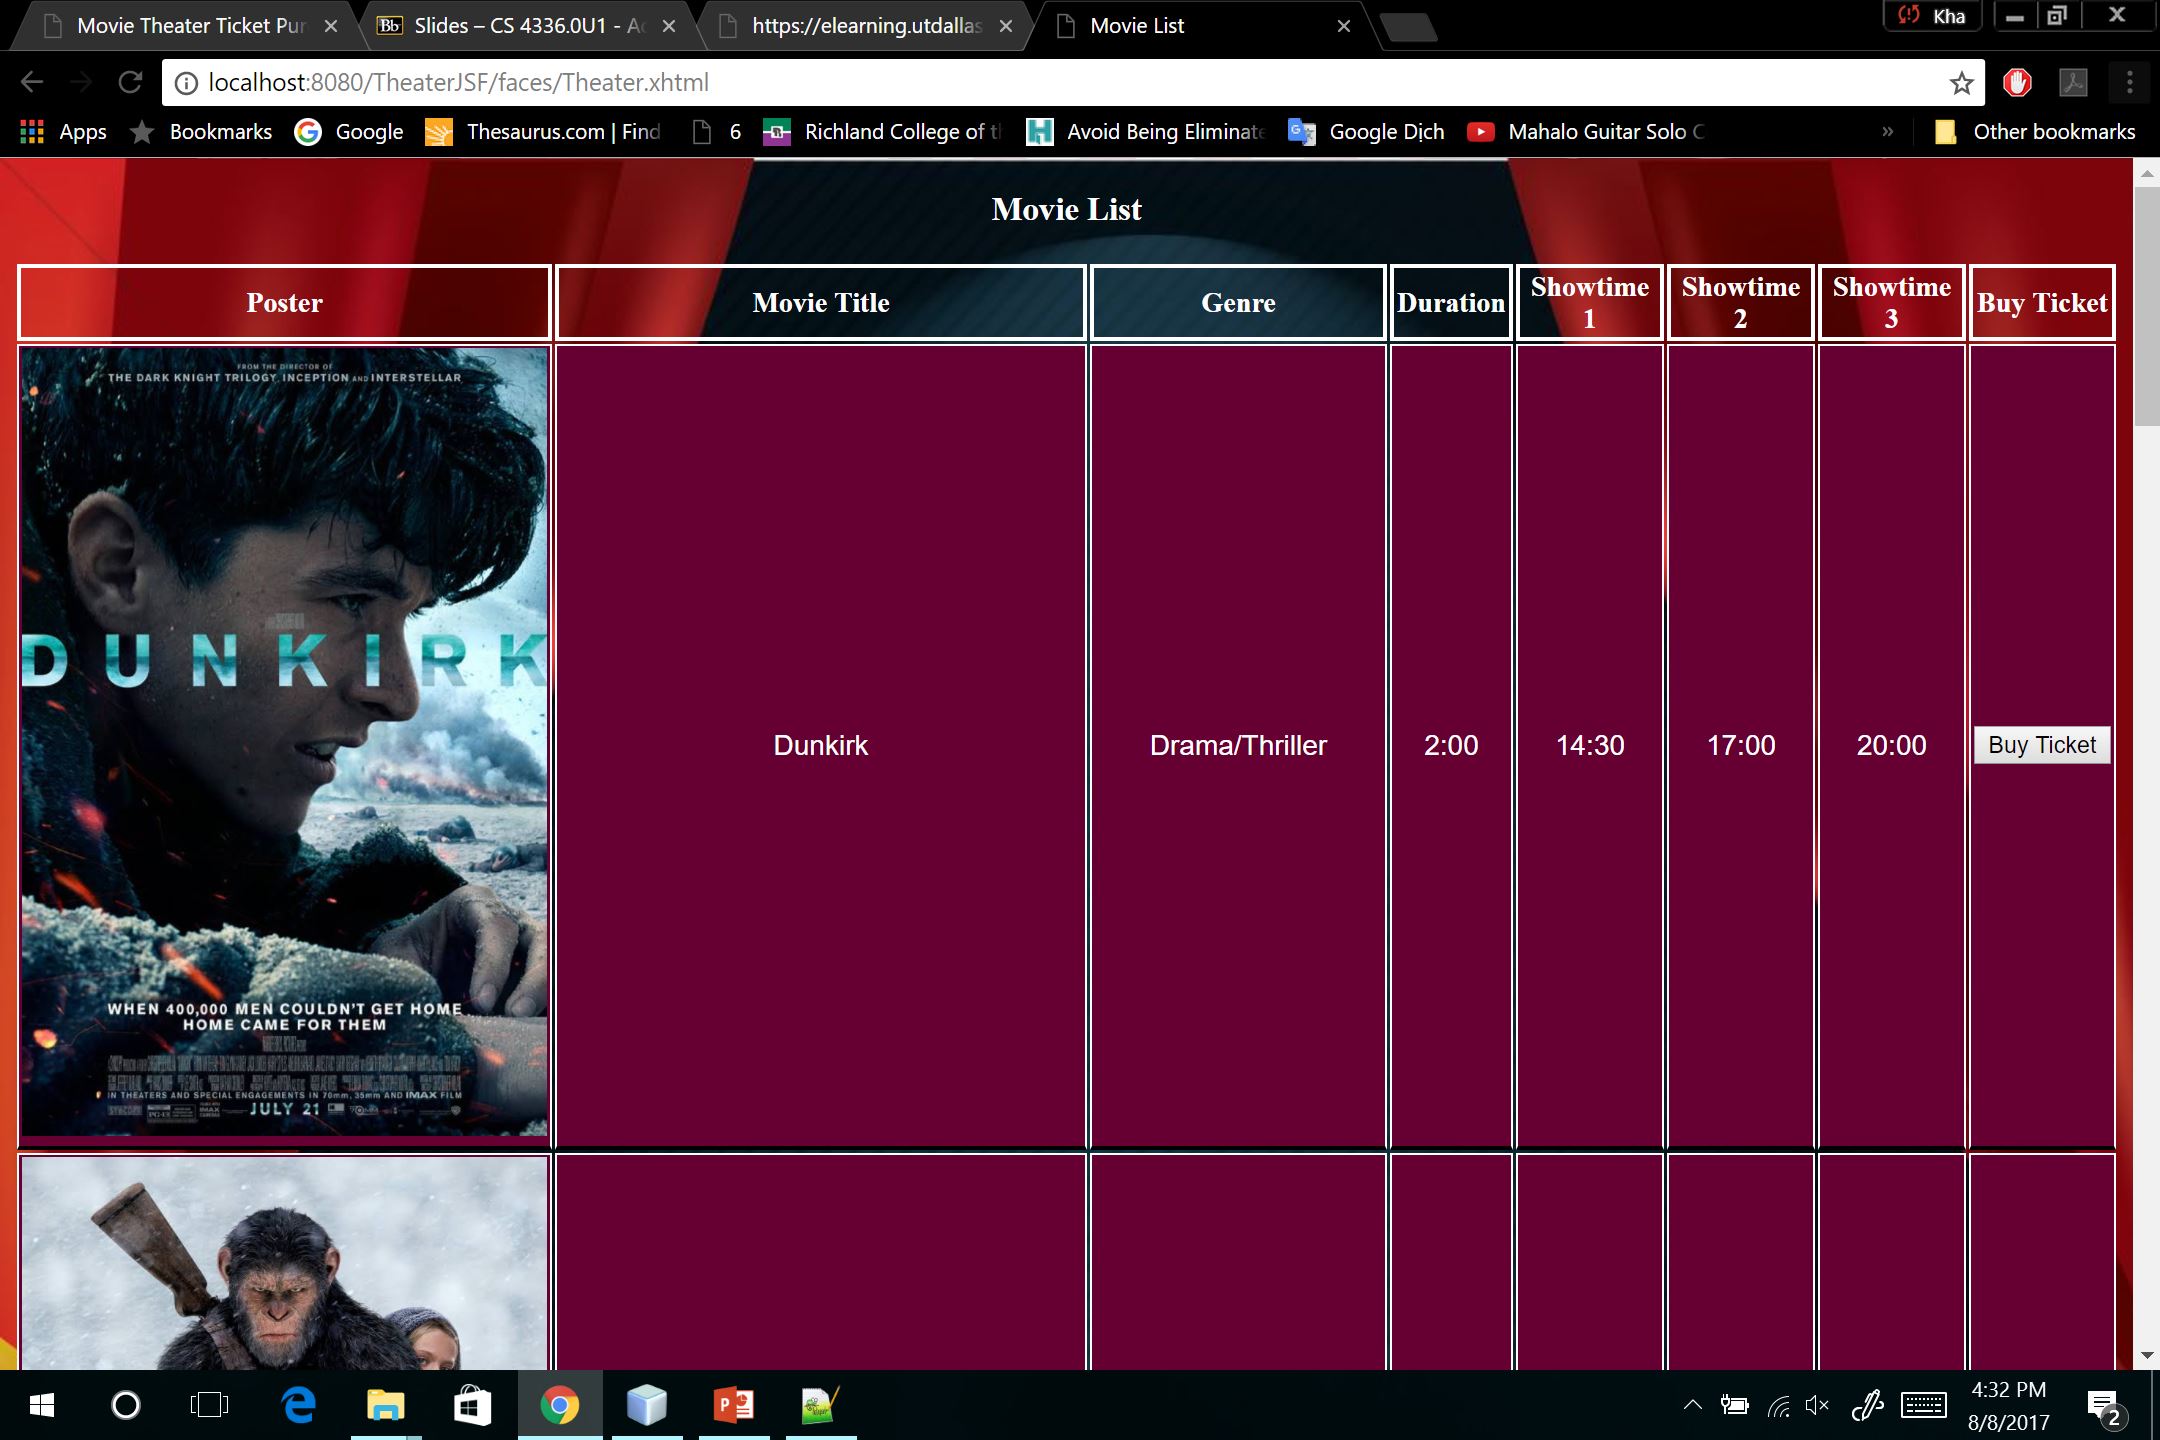 Movie Theater Ticket Pur
Slides – CS 4336.0U1 - Ac
https://elearning.utdallas
Movie List
Kha
localhost:8080/TheaterJSF/faces/Theater.xhtml
Apps
Bookmarks
Google
Thesaurus.com | Find
6
Richland College of th
Avoid Being Eliminate
Google Dịch
Mahalo Guitar Solo C
Other bookmarks
Movie List
Poster
Movie Title
Genre
Duration
Showtime 1
Showtime 2
Showtime 3
Buy Ticket
FROM THE DIRECTOR OF
THE DARK KNIGHT TRILOGY, INCEPTION AND INTERSTELLAR
DUNKIRK
WHEN 400,000 MEN COULDN'T GET HOME
HOME CAME FOR THEM
IN THEATERS AND SPECIAL ENGAGEMENTS IN 70mm, 35mm AND IMAX FILM
JULY 21
Dunkirk
Drama/Thriller
2:00
14:30
17:00
20:00
Buy Ticket
4:32 PM
8/8/2017
2